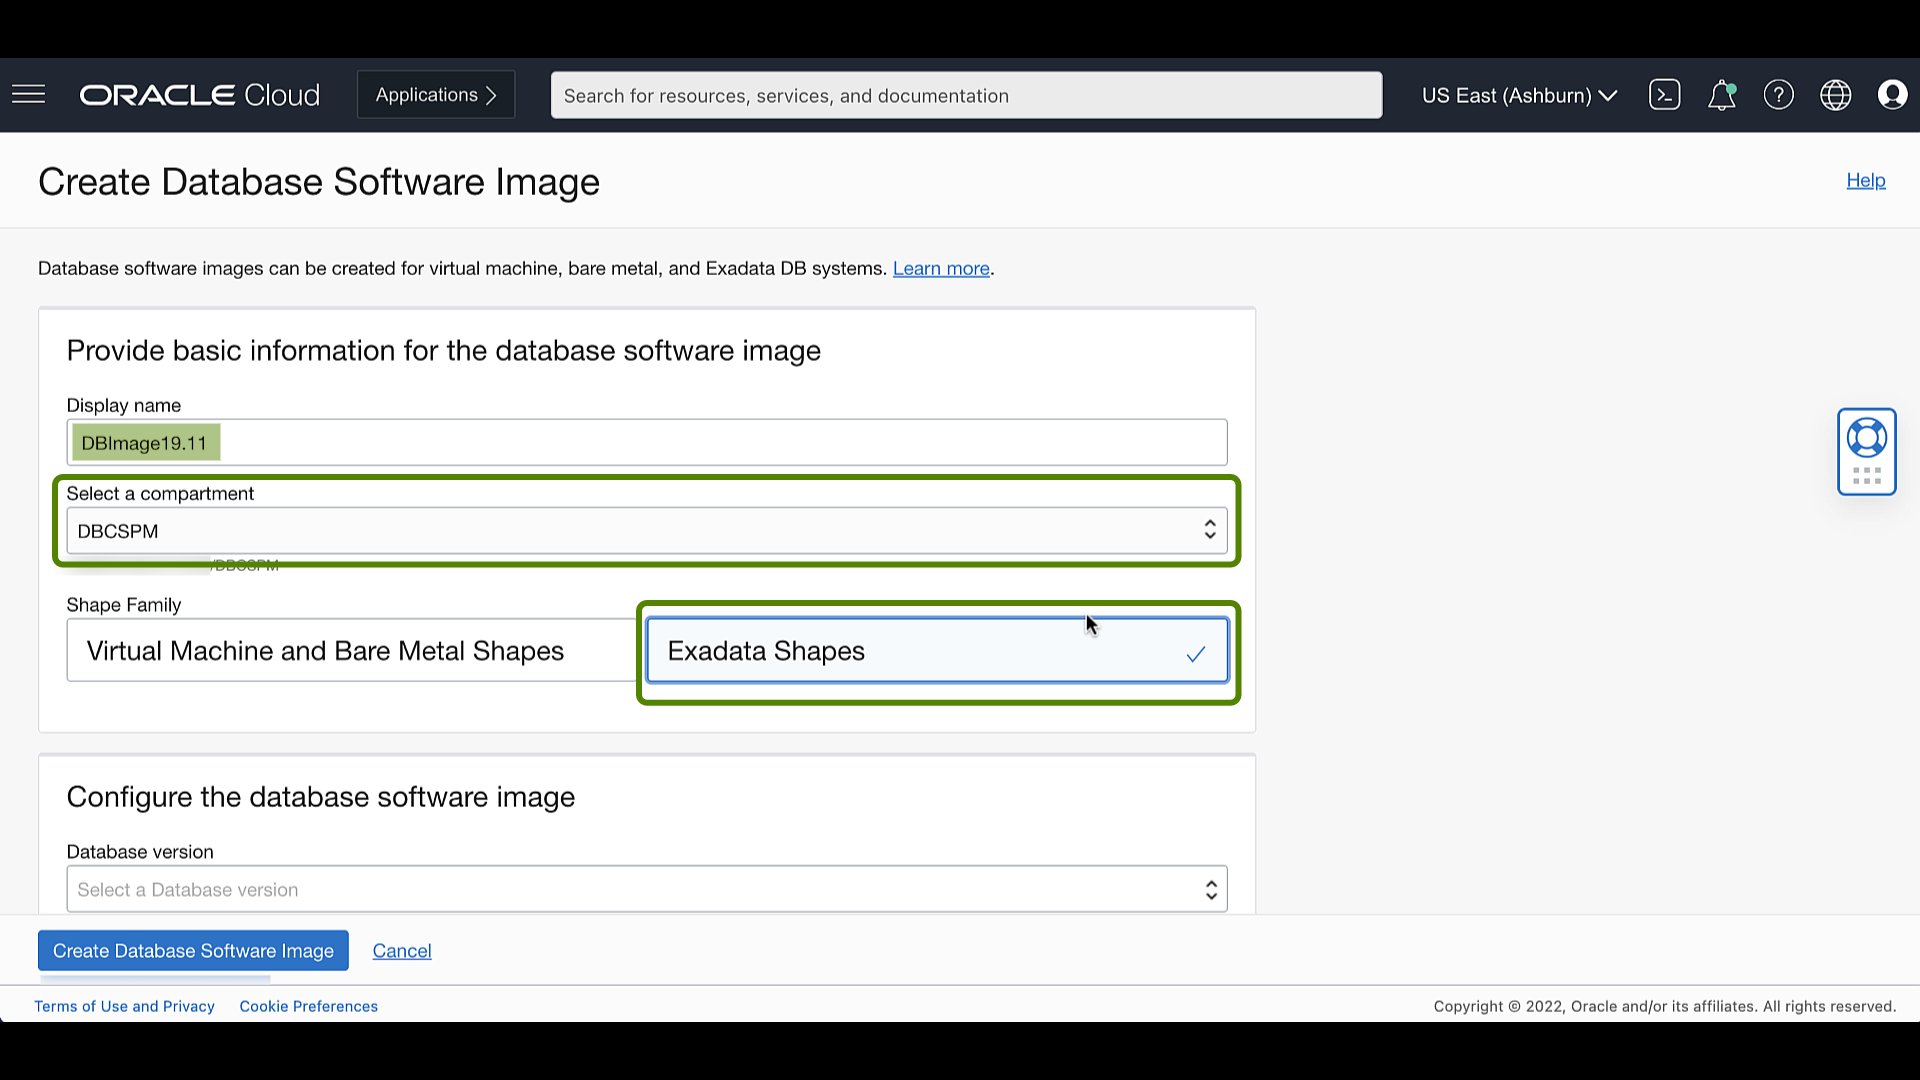 ORACLE Cloud
Applications
Search for resources, services, and documentation
US East (Ashburn)
Create Database Software Image
Help
Database software images can be created for virtual machine, bare metal, and Exadata DB systems. Learn more.
Provide basic information for the database software image
Display name
DBImage19.11
Select a compartment
DBCSPM
/DBCSPM
Shape Family
Virtual Machine and Bare Metal Shapes
Exadata Shapes
Configure the database software image
Database version
Select a Database version
Create Database Software Image
Cancel
Terms of Use and Privacy
Cookie Preferences
Copyright © 2022, Oracle and/or its affiliates. All rights reserved.